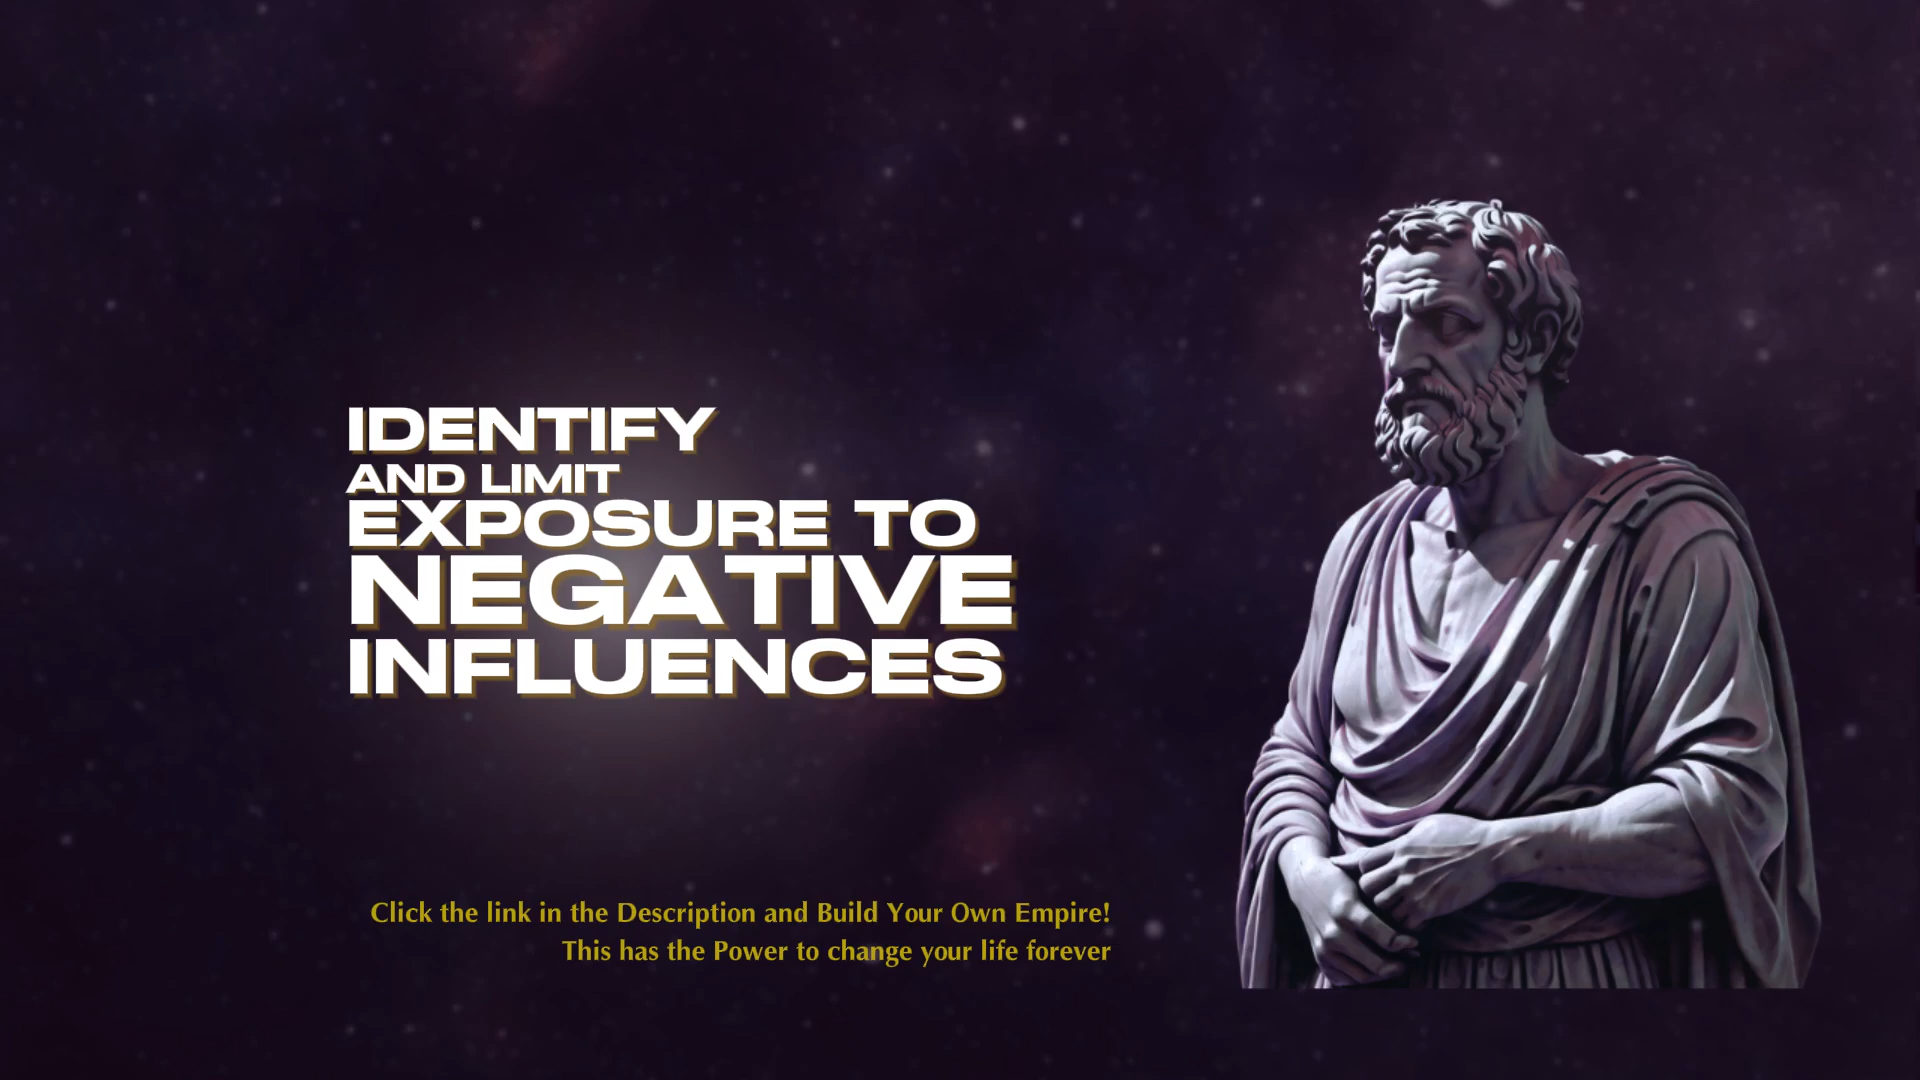 IDENTIFY
AND LIMIT
EXPOSURE TO
NEGATIVE
INFLUENCES
Click the link in the Description and Build Your Own Empire!
This has the Power to change your life forever